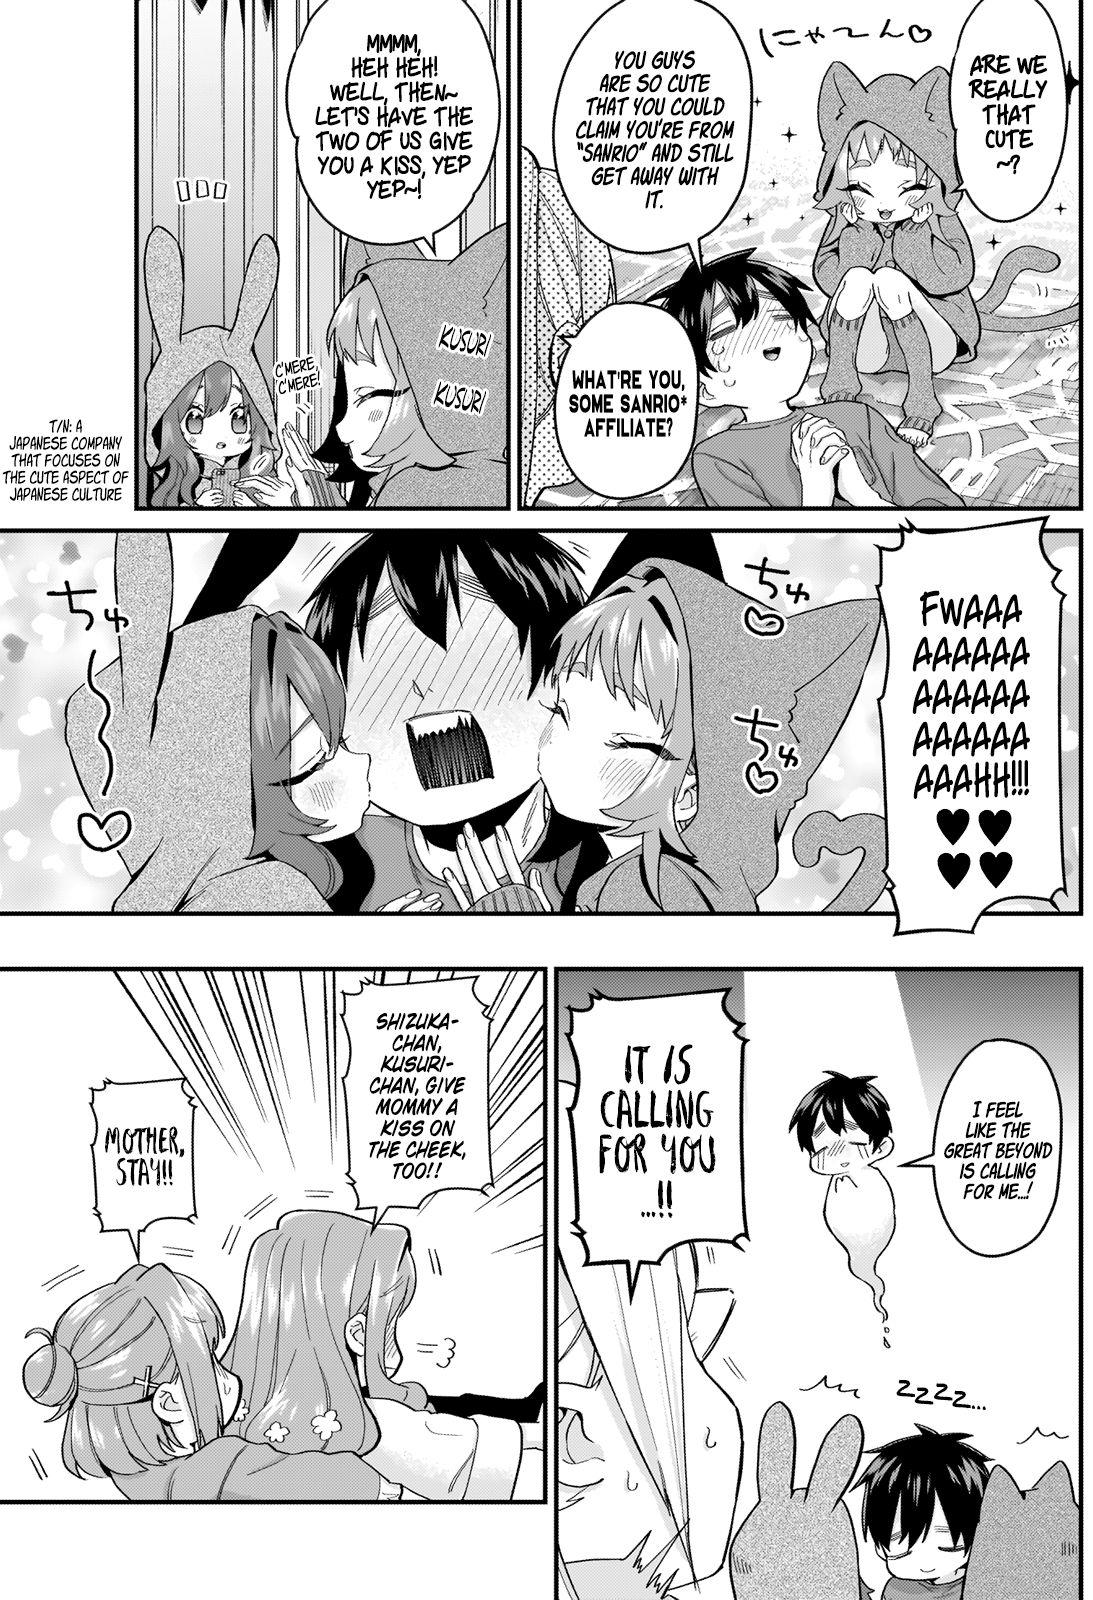 ARE WE
REALLY
THAT
CUTE
~?
にゃ～ん♡
YOU GUYS
ARE SO CUTE
THAT YOU COULD
CLAIM YOU'RE FROM
"SANRIO" AND STILL
GET AWAY WITH
IT.
WHAT'RE YOU,
SOME SANRIO*
AFFILIATE?
MMMM,
HEH HEH!
WELL, THEN~
LET'S HAVE THE
TWO OF US GIVE
YOU A KISS, YEP
YEP~!
KUSURI
KUSURI
C'MERE,
C'MERE!
T/N: A
JAPANESE COMPANY
THAT FOCUSES ON
THE CUTE ASPECT OF
JAPANESE CULTURE
FWAAA
AAAAAA
AAAAAA
AAAAAA
AAAHH!!!
♥♥
♥♥
ちゅ♡
ちゅ♡
ちゅ～♡
I FEEL
LIKE THE
GREAT BEYOND
IS CALLING
FOR ME...!
IT IS
CALLING
FOR YOU
...!!
ZZZZ...
SHIZUKA-
CHAN,
KUSURI-
CHAN, GIVE
MOMMY A
KISS ON
THE CHEEK,
TOO!!
MOTHER,
STAY!!